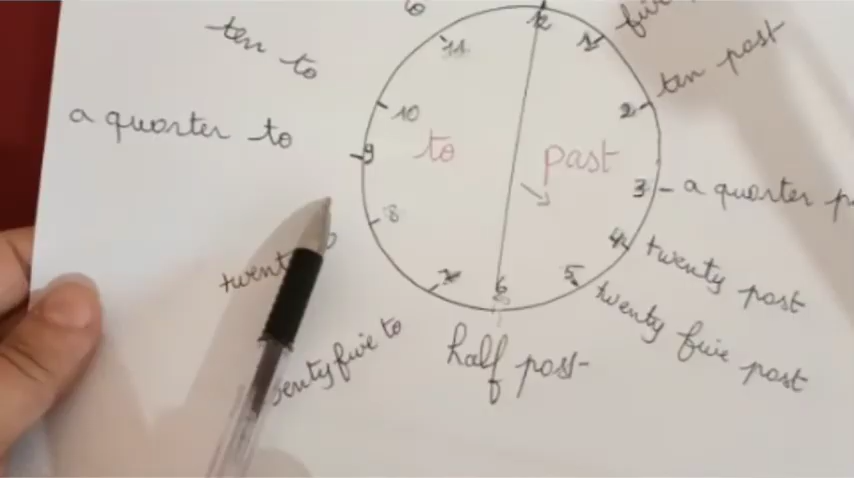 five
12
1
11
ten to
ten past
2
10
a quarter to
9
to
past
3 - a quarter
8
4
twenty past
7
5
6
twenty five past
twenty five to
half past